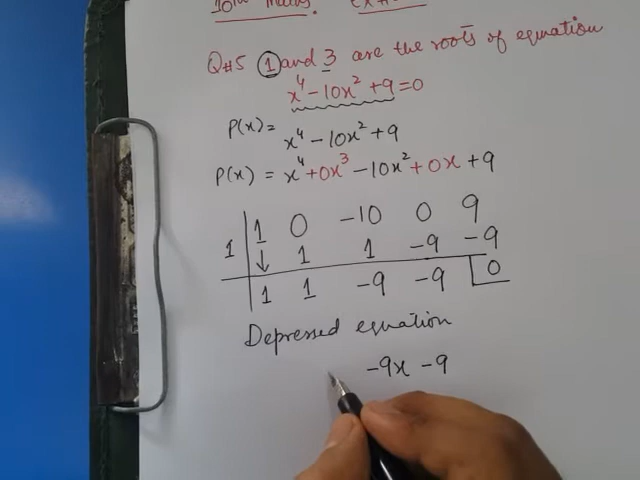 10th Maths.
Q#5 1 and 3 are the roots of equation
x⁴-10x²+9=0
P(x)= x⁴-10x²+9
P(x) = x⁴+0x³-10x²+0x+9
1 0 -10 0 9
1 ↓ 1 1 -9 -9
1 1 -9 -9 0
Depressed equation
-9x -9